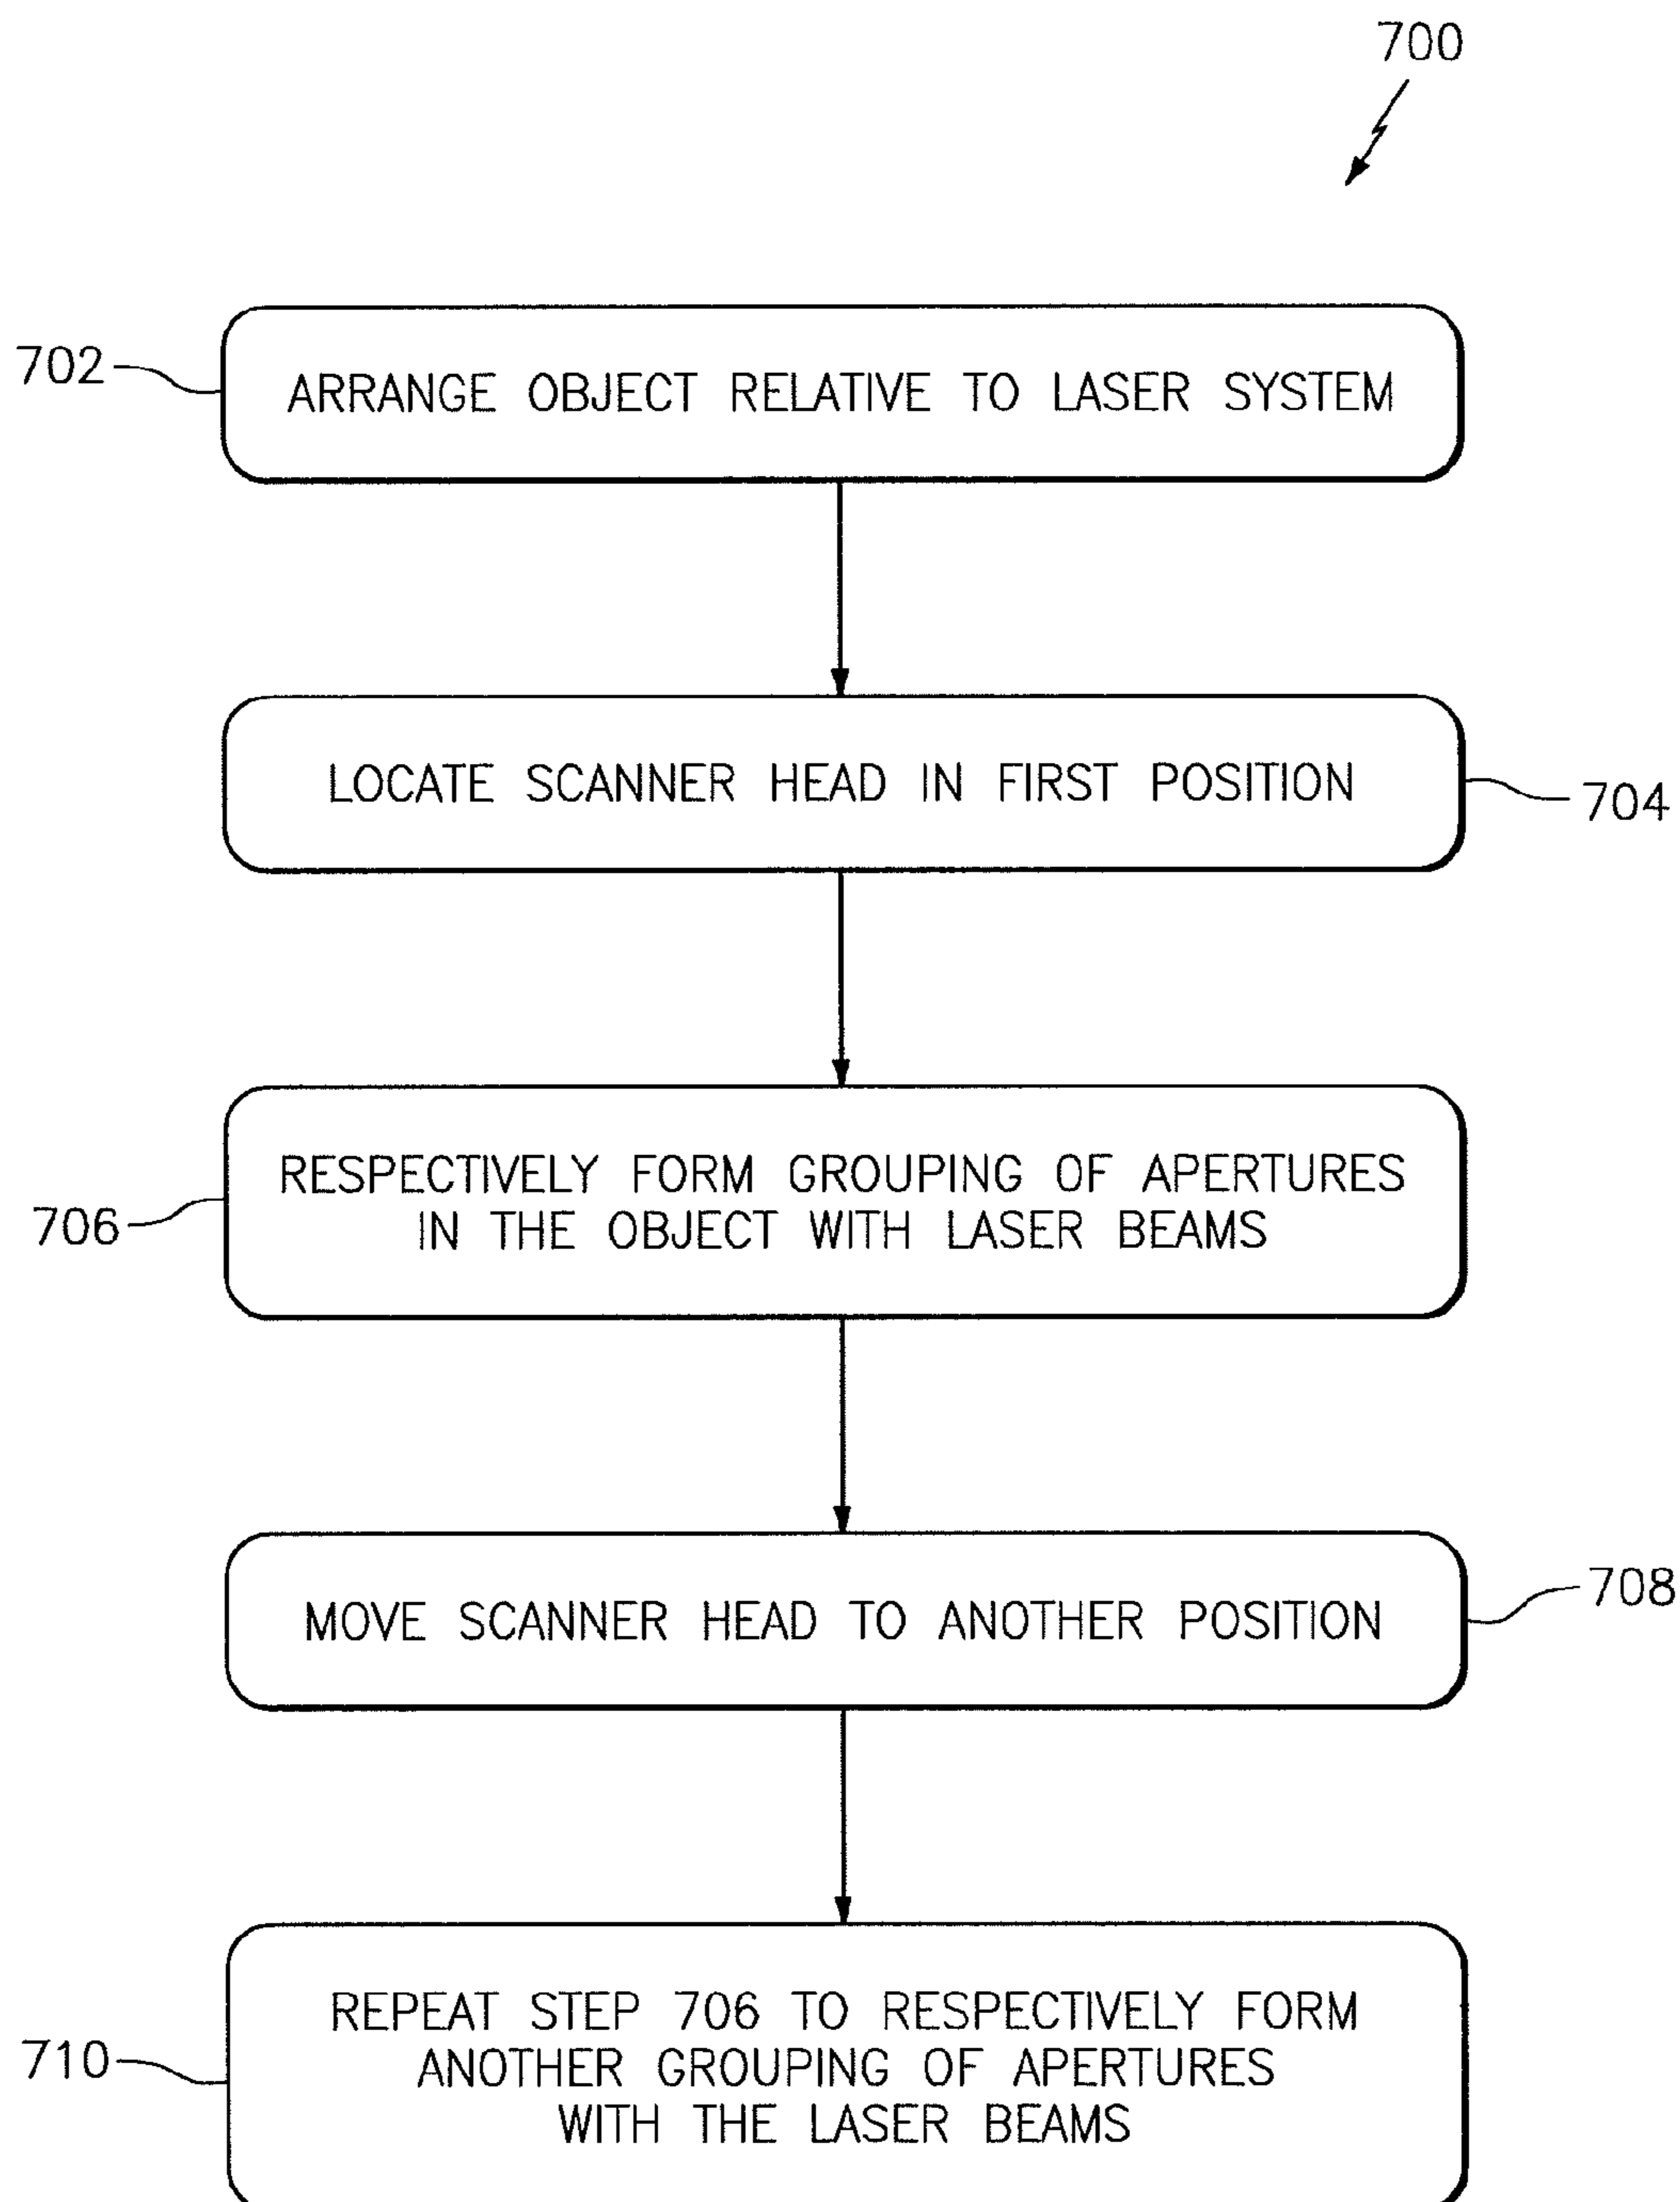 700
702
ARRANGE OBJECT RELATIVE TO LASER SYSTEM
LOCATE SCANNER HEAD IN FIRST POSITION
704
RESPECTIVELY FORM GROUPING OF APERTURES
IN THE OBJECT WITH LASER BEAMS
706
MOVE SCANNER HEAD TO ANOTHER POSITION
708
REPEAT STEP 706 TO RESPECTIVELY FORM
ANOTHER GROUPING OF APERTURES
WITH THE LASER BEAMS
710